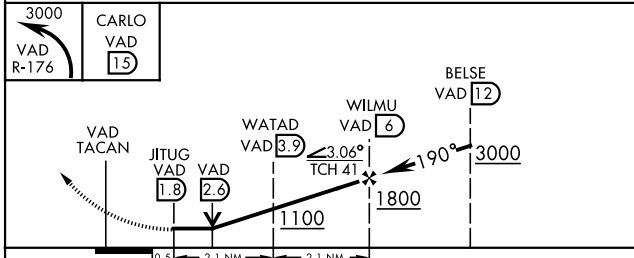 3000
VAD
R-176
CARLO
VAD
15
BELSE
VAD 12
WILMU
VAD 6
WATAD
VAD 3.9
3.06°
TCH 41
190°
3000
VAD
TACAN
JITUG
VAD
1.8
VAD
2.6
1800
1100
0.5
2.1 NM
2.1 NM